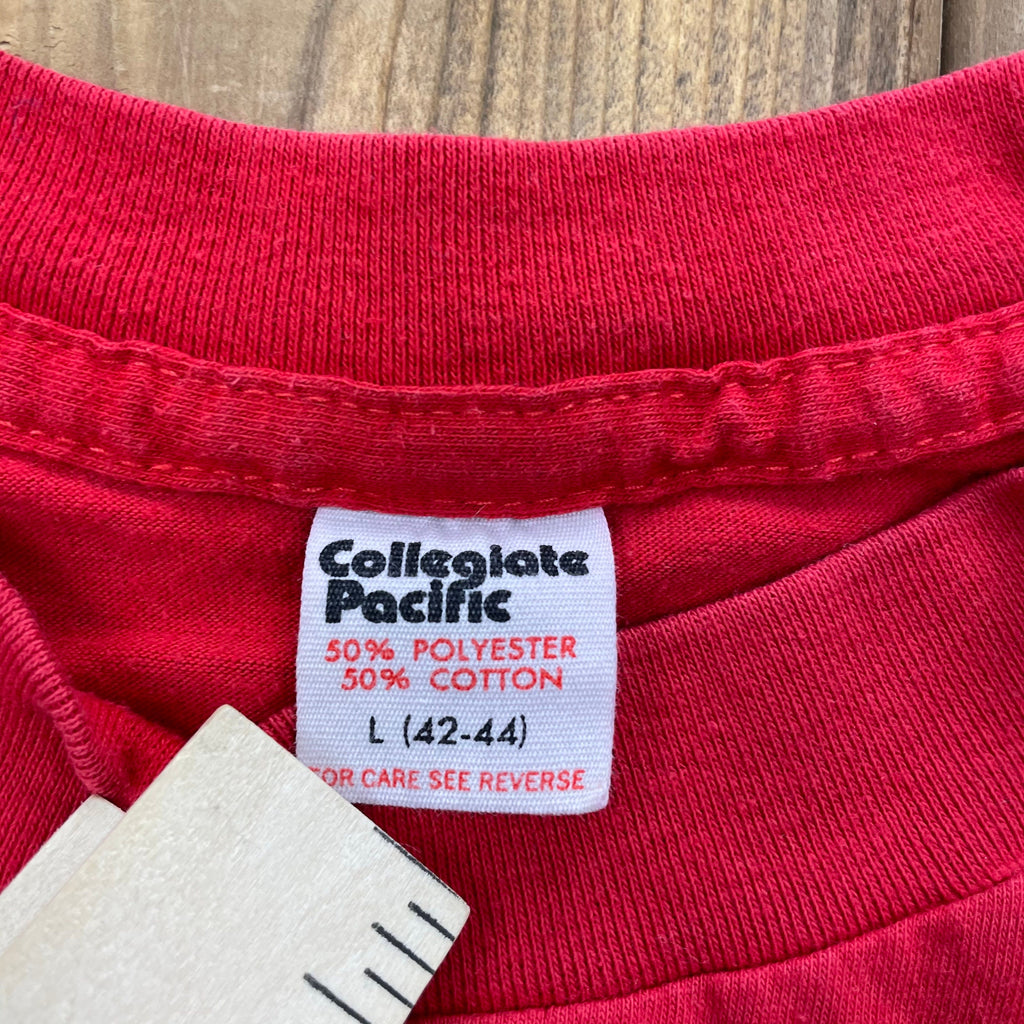 Collegiate
Pacific
50% POLYESTER
50% COTTON
L (42-44)
FOR CARE SEE REVERSE